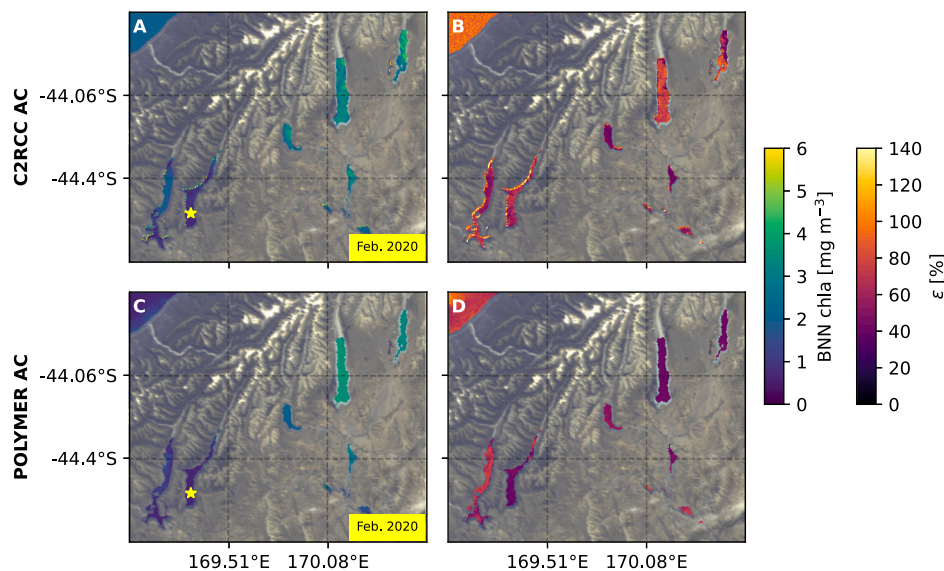 C2RCC AC
A
B
-44.06°S
-44.4°S
Feb. 2020
POLYMER AC
C
D
-44.06°S
-44.4°S
Feb. 2020
169.51°E 170.08°E
169.51°E 170.08°E
6
5
4
3
2
1
0
BNN chla [mg m⁻³]
140
120
100
80
60
40
20
0
ε [%]